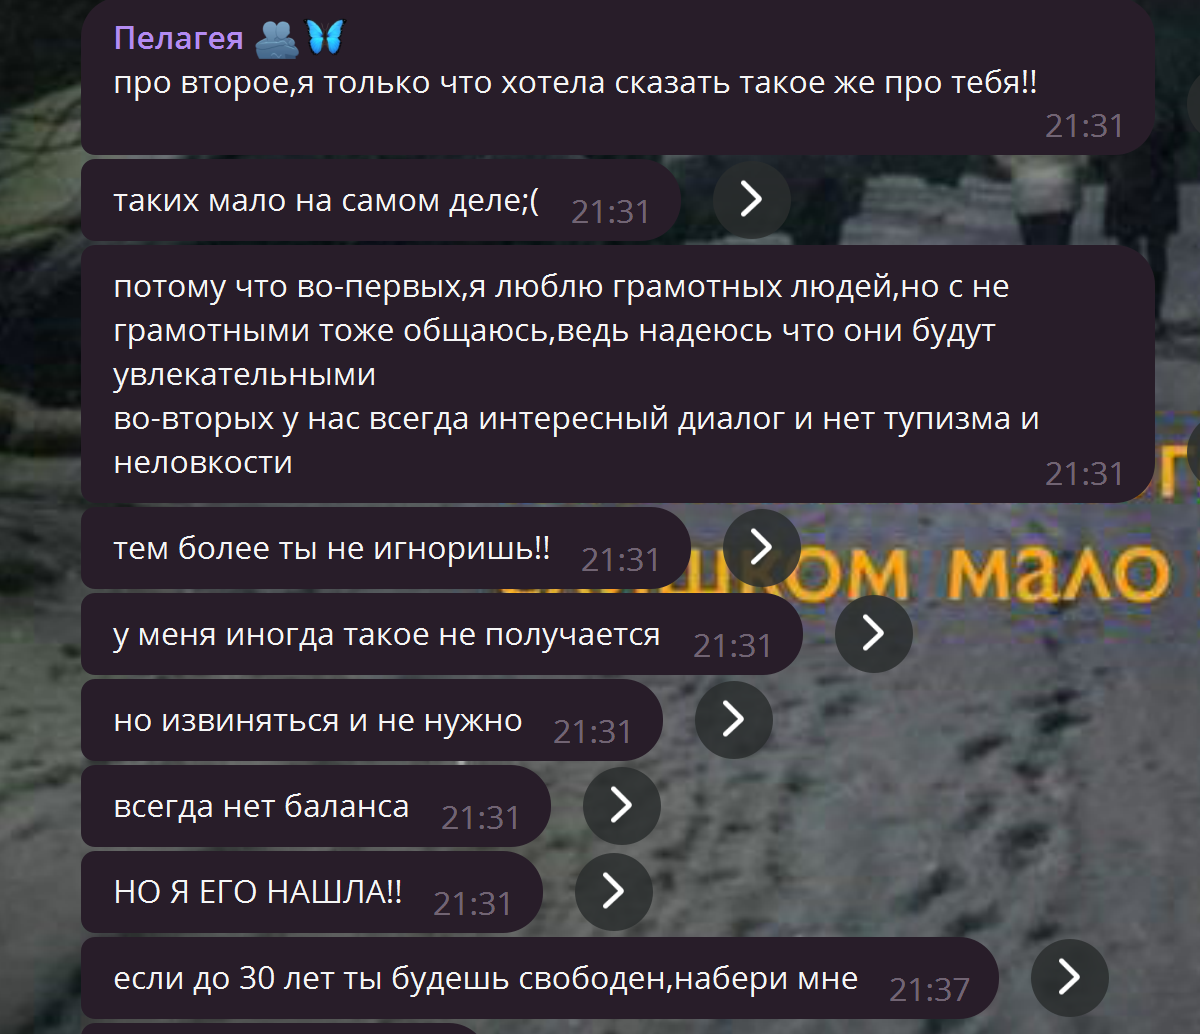 Пелагея 🫂🦋
про второе,я только что хотела сказать такое же про тебя!!
21:31
таких мало на самом деле;( 21:31
потому что во-первых,я люблю грамотных людей,но с не
грамотными тоже общаюсь,ведь надеюсь что они будут
увлекательными
во-вторых у нас всегда интересный диалог и нет тупизма и
неловкости
21:31
тем более ты не игноришь!! 21:31
мало
у меня иногда такое не получается 21:31
но извиняться и не нужно 21:31
всегда нет баланса 21:31
НО Я ЕГО НАШЛА!! 21:31
если до 30 лет ты будешь свободен,набери мне 21:37